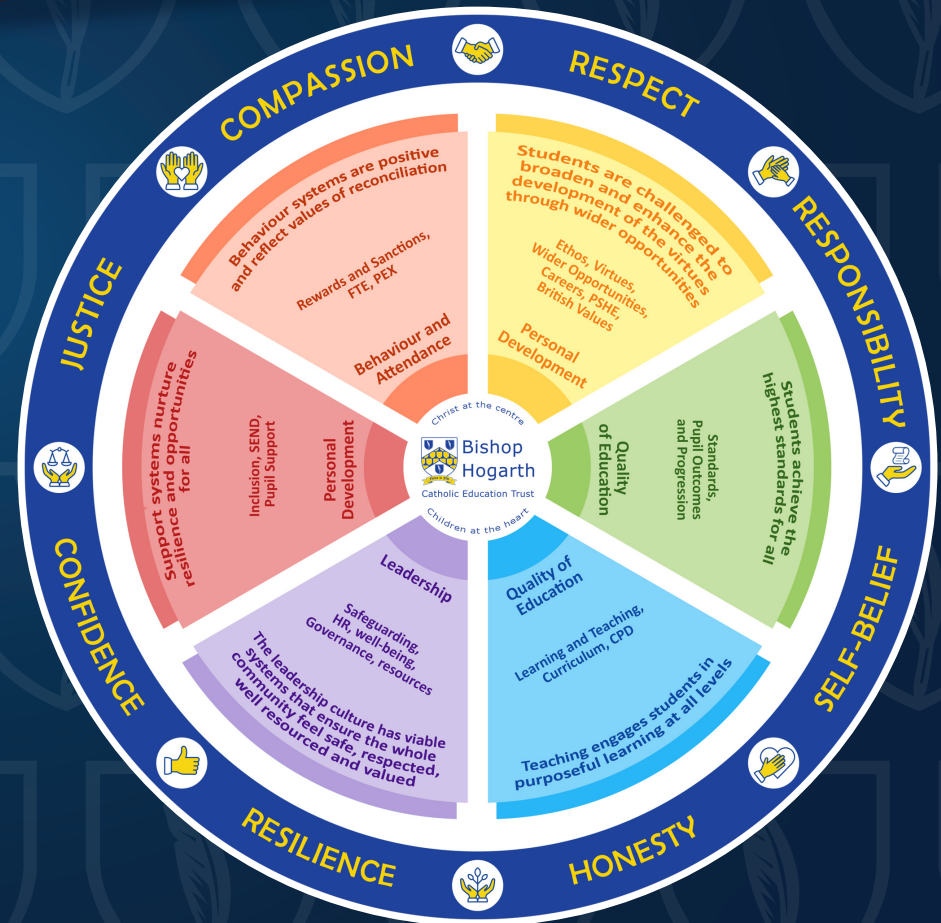 COMPASSION
RESPECT
RESPONSIBILITY
SELF-BELIEF
HONESTY
RESILIENCE
CONFIDENCE
JUSTICE
Behaviour systems are positive
and reflect values of reconciliation
Rewards and Sanctions,
FTE, PEX
Behaviour and
Attendance
Students are challenged to
broaden and enhance the
development of the virtues
through wider opportunities
Ethos, Virtues,
Wider Opportunities,
Careers, PSHE,
British Values
Personal
Development
Students achieve the
highest standards for all
Standards,
Pupil Outcomes
and Progression
Quality
of Education
Quality of
Education
Learning and Teaching,
Curriculum, CPD
Teaching engages students in
purposeful learning at all levels
Leadership
Safeguarding,
HR, well-being,
Governance, resources
The leadership culture has viable
systems that ensure the whole
community feel safe, respected,
well resourced and valued
Support systems nurture
resilience and opportunities
for all
Inclusion, SEND,
Pupil Support
Personal
Development
Christ at the centre
Bishop
Hogarth
Catholic Education Trust
Children at the heart